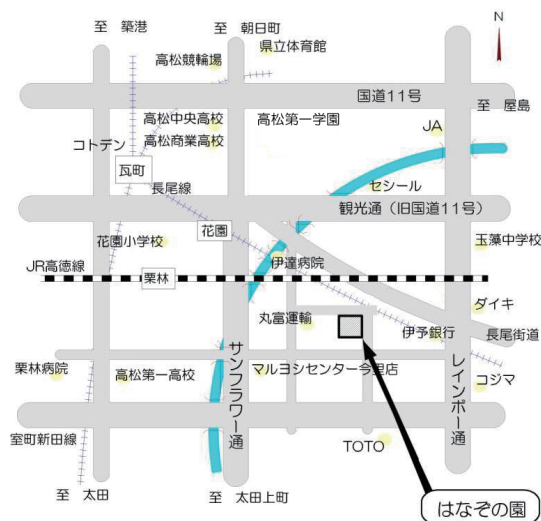 至 築港
至 朝日町
県立体育館
N
高松競輪場
国道11号
至 屋島
高松中央高校
高松第一学園
JA
コトデン
高松商業高校
瓦町
長尾線
セシール
観光通（旧国道11号）
花園小学校
花園
玉藻中学校
伊達病院
JR高徳線
栗林
ダイキ
丸富運輸
伊予銀行
長尾街道
サンフラワー通
レインボー通
栗林病院
高松第一高校
マルヨシセンター今里店
コジマ
室町新田線
TOTO
至 太田
至 太田上町
はなぞの園